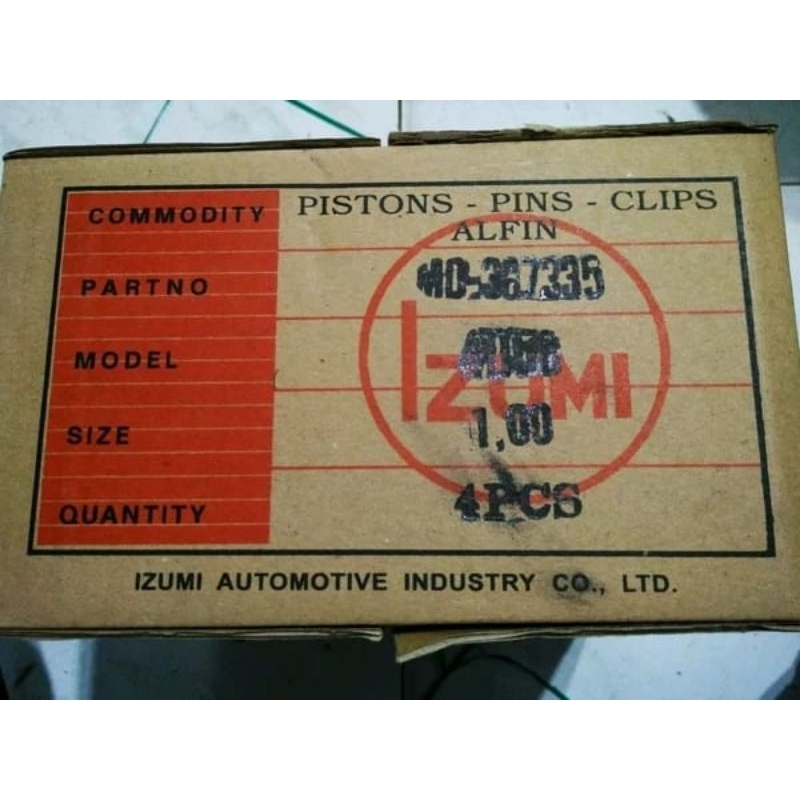 COMMODITY PISTONS - PINS - CLIPS
ALFIN
PARTNO MD-367335
MODEL
IZUMI
SIZE 1,00
QUANTITY 4PCS
IZUMI AUTOMOTIVE INDUSTRY CO., LTD.